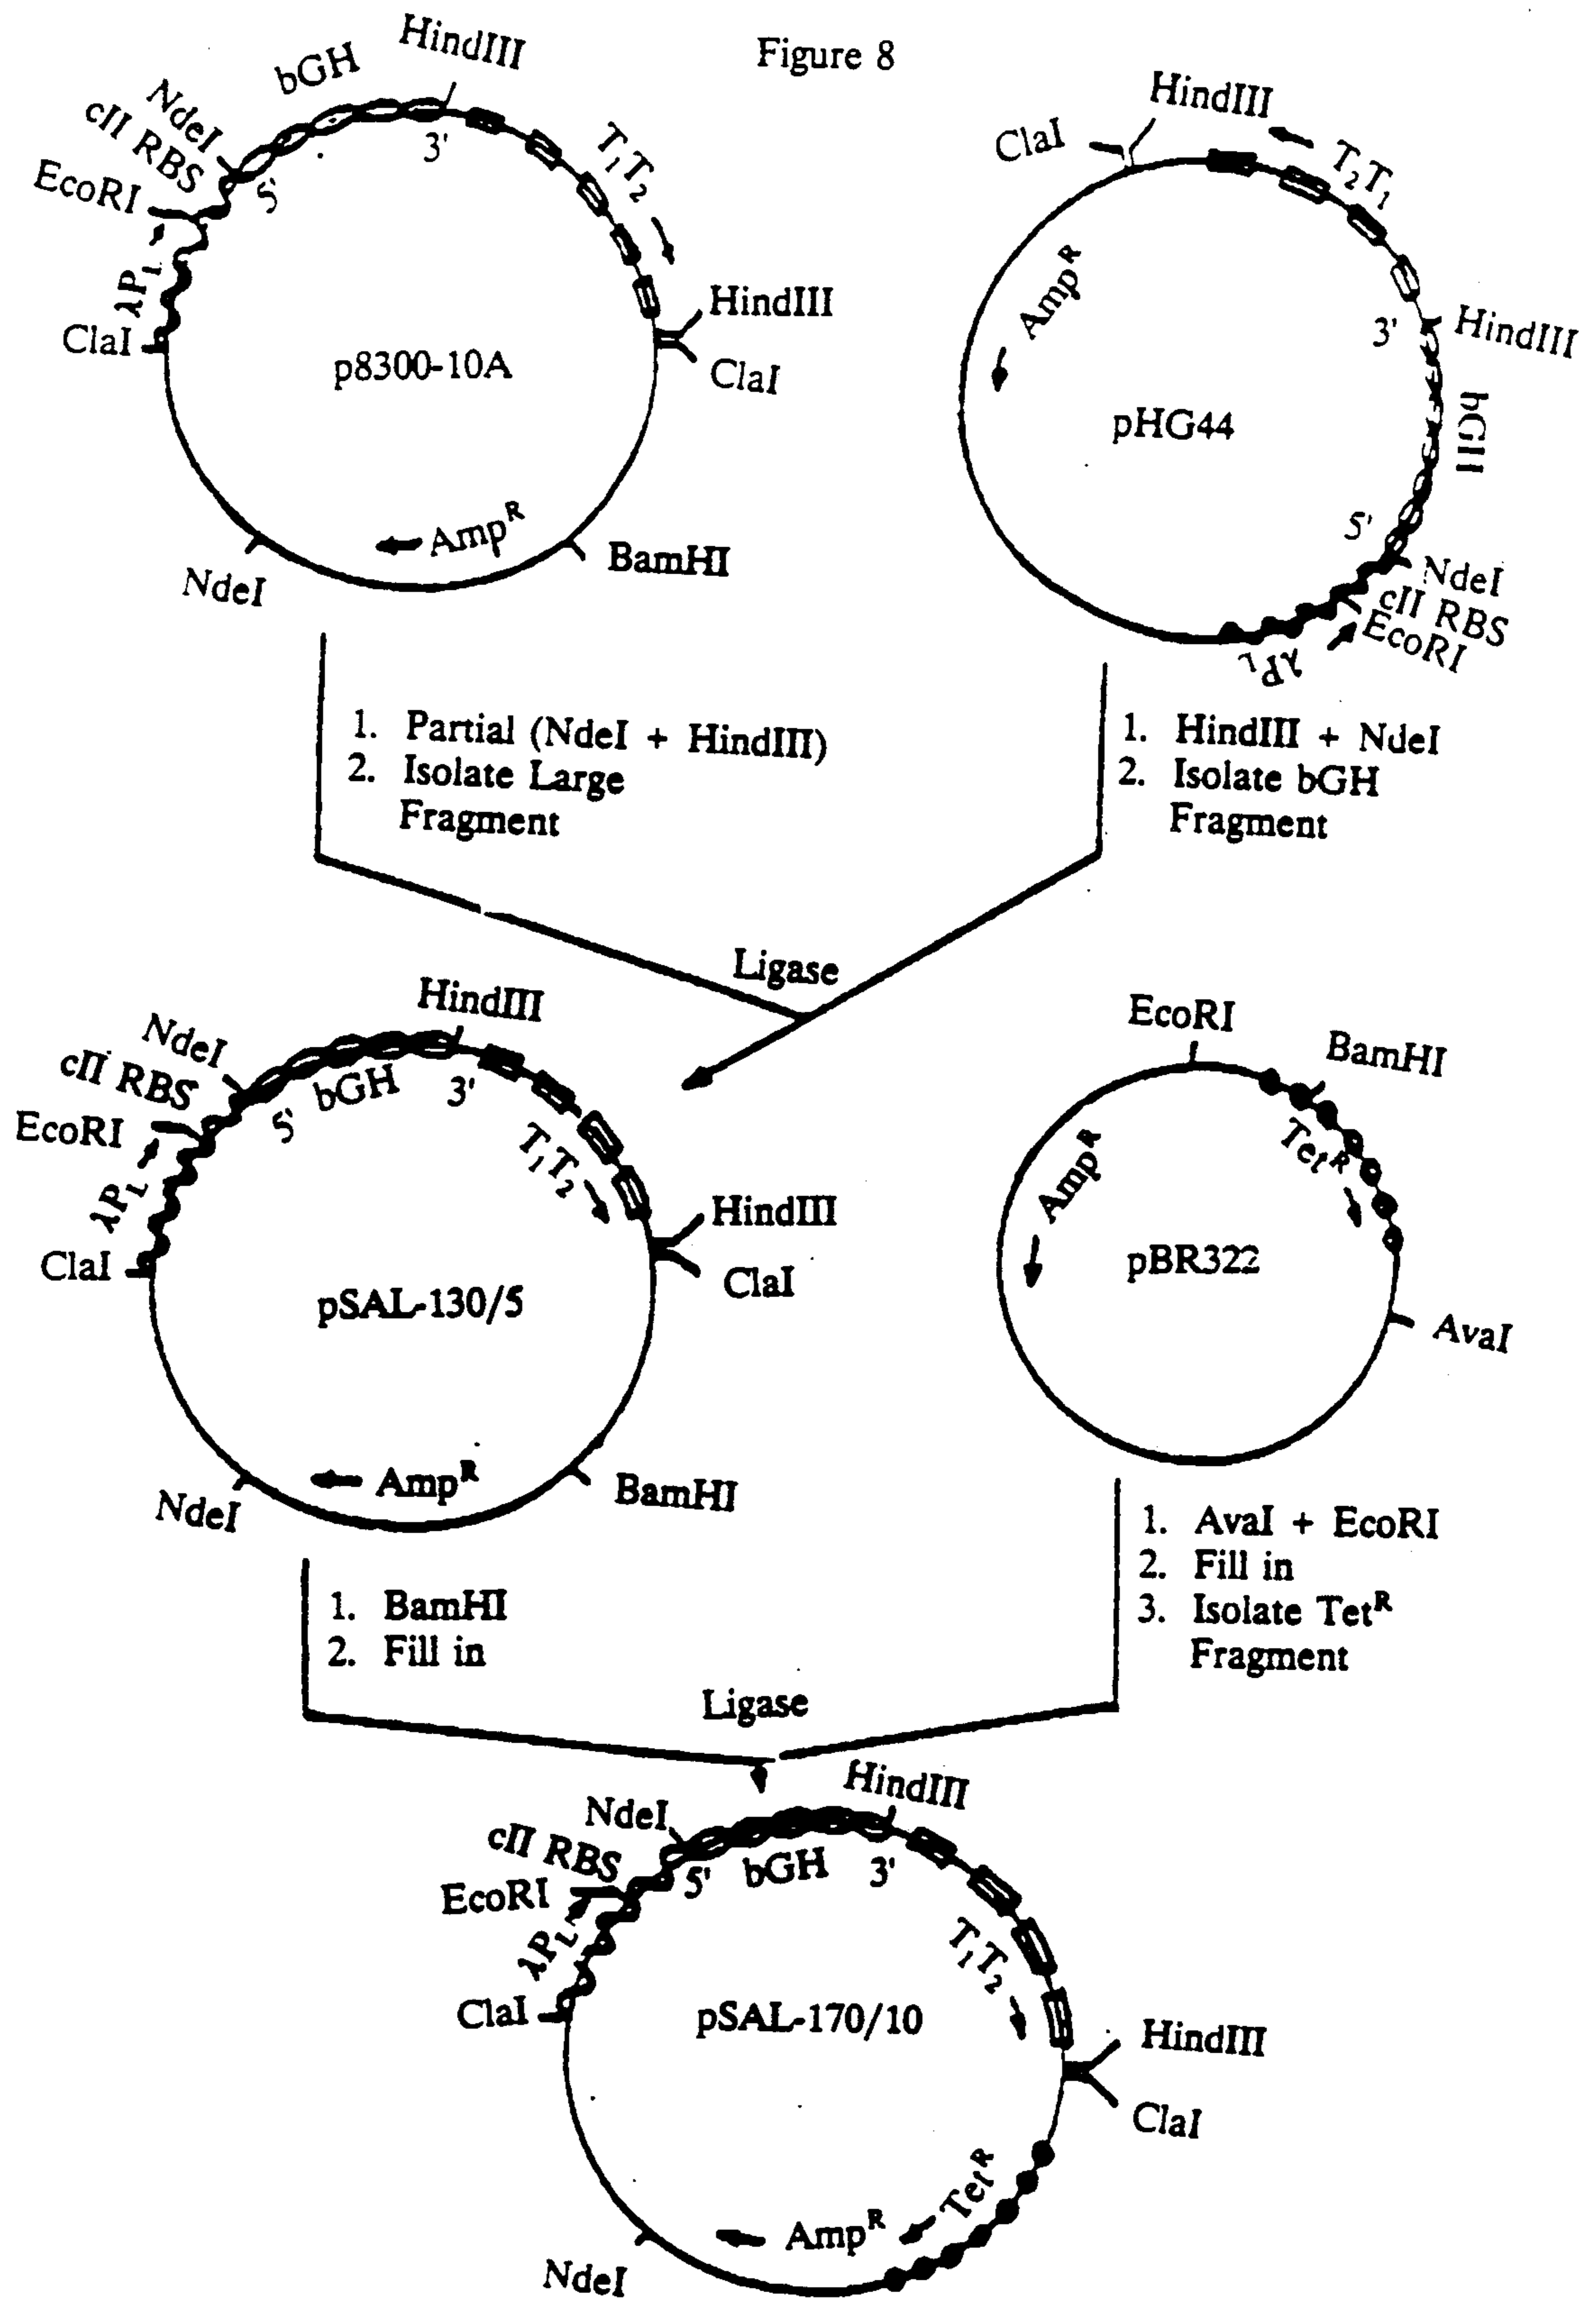 Figure 8
HindIII
bGH
NdeI
cII RBS
EcoRI
λPL
ClaI
5'
3'
T1T2
HindIII
ClaI
p8300-10A
AmpR
BamHI
NdeI
HindIII
ClaI
T2T1
AmpR
3'
HindIII
pHG44
bGH
5'
NdeI
cII RBS
EcoRI
λPL
1. Partial (NdeI + HindIII)
2. Isolate Large
Fragment
1. HindIII + NdeI
2. Isolate bGH
Fragment
Ligase
HindIII
NdeI
cII RBS
EcoRI
λPL
ClaI
5'
bGH
3'
T1T2
HindIII
ClaI
pSAL-130/5
AmpR
BamHI
NdeI
EcoRI
BamHI
TetR
AmpR
pBR322
AvaI
1. BamHI
2. Fill in
1. AvaI + EcoRI
2. Fill in
3. Isolate TetR
Fragment
Ligase
HindIII
NdeI
cII RBS
EcoRI
λPL
ClaI
5'
bGH
3'
T1T2
pSAL-170/10
HindIII
ClaI
TetR
AmpR
NdeI